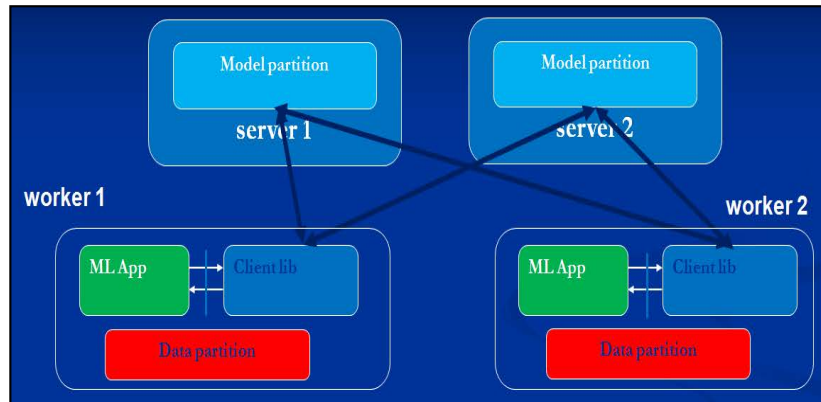 Model partition
Model partition
server 1
server 2
worker 1
worker 2
ML App
Client lib
ML App
Client lib
Data partition
Data partition